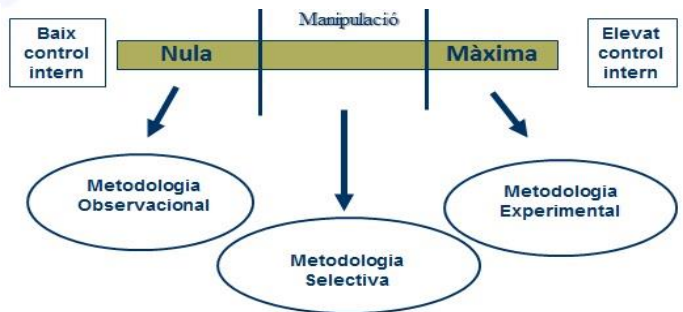 Manipulació
Baix
control
intern
Nula
Màxima
Elevat
control
intern
Metodologia
Observacional
Metodologia
Selectiva
Metodologia
Experimental